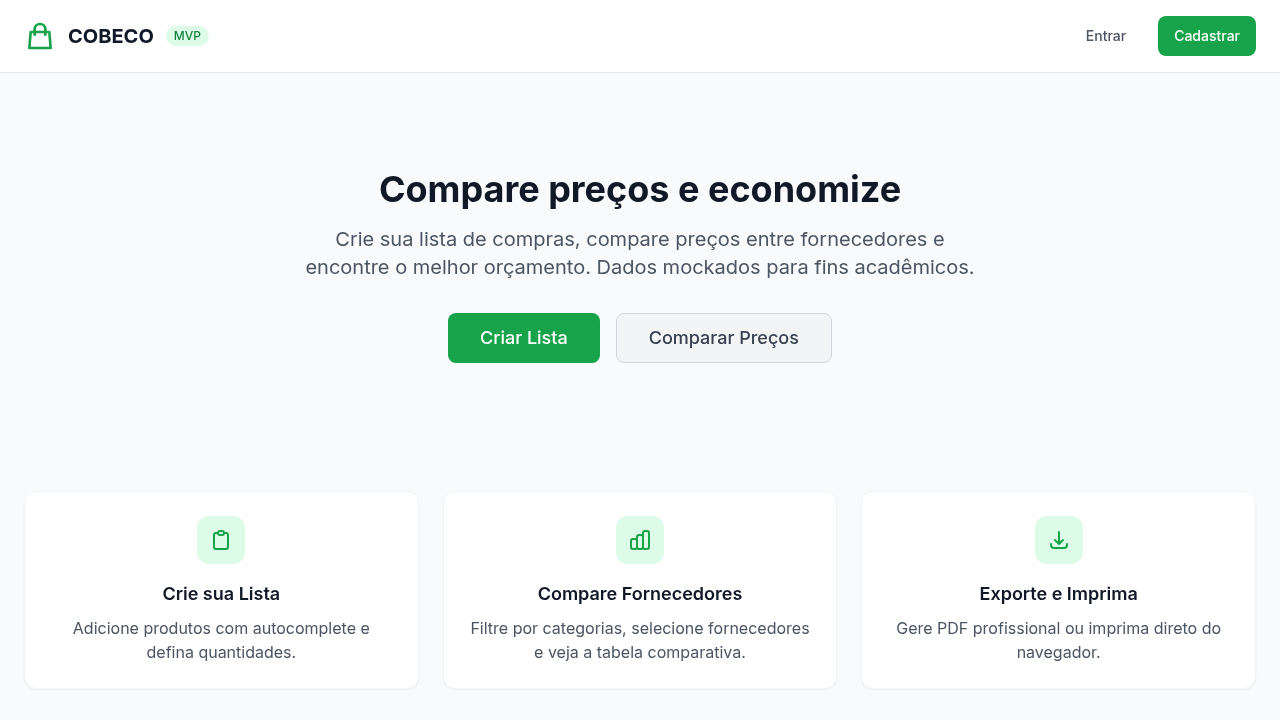 COBECO
MVP
Entrar
Cadastrar
Compare preços e economize
Crie sua lista de compras, compare preços entre fornecedores e
encontre o melhor orçamento. Dados mockados para fins acadêmicos.
Criar Lista
Comparar Preços
Crie sua Lista
Adicione produtos com autocomplete e
defina quantidades.
Compare Fornecedores
Filtre por categorias, selecione fornecedores
e veja a tabela comparativa.
Exporte e Imprima
Gere PDF profissional ou imprima direto do
navegador.